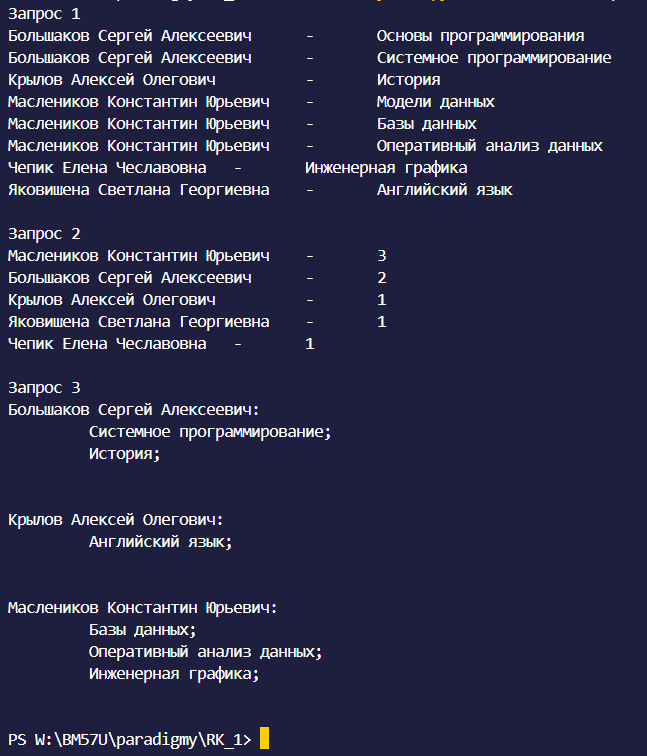 Запрос 1
Большаков Сергей Алексеевич - Основы программирования
Большаков Сергей Алексеевич - Системное программирование
Крылов Алексей Олегович - История
Маслеников Константин Юрьевич - Модели данных
Маслеников Константин Юрьевич - Базы данных
Маслеников Константин Юрьевич - Оперативный анализ данных
Чепик Елена Чеславовна - Инженерная графика
Яковишена Светлана Георгиевна - Английский язык
Запрос 2
Маслеников Константин Юрьевич - 3
Большаков Сергей Алексеевич - 2
Крылов Алексей Олегович - 1
Яковишена Светлана Георгиевна - 1
Чепик Елена Чеславовна - 1
Запрос 3
Большаков Сергей Алексеевич:
Системное программирование;
История;
Крылов Алексей Олегович:
Английский язык;
Маслеников Константин Юрьевич:
Базы данных;
Оперативный анализ данных;
Инженерная графика;
PS W:\BM57U\paradigmy\RK_1>